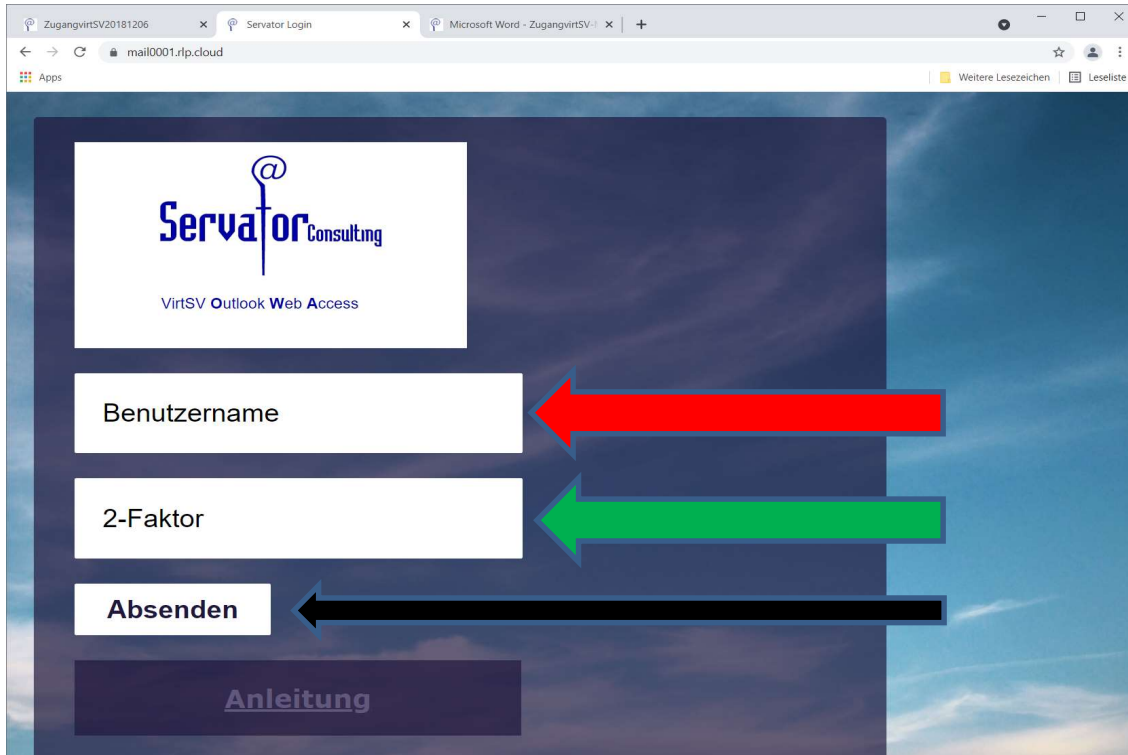 ZugangvirtSV20181206
Servator Login
Microsoft Word - ZugangvirtSV-
mail0001.rlp.cloud
Apps
Weitere Lesezeichen
Leseliste
@
Servator Consulting
VirtSV Outlook Web Access
Benutzername
2-Faktor
Absenden
Anleitung